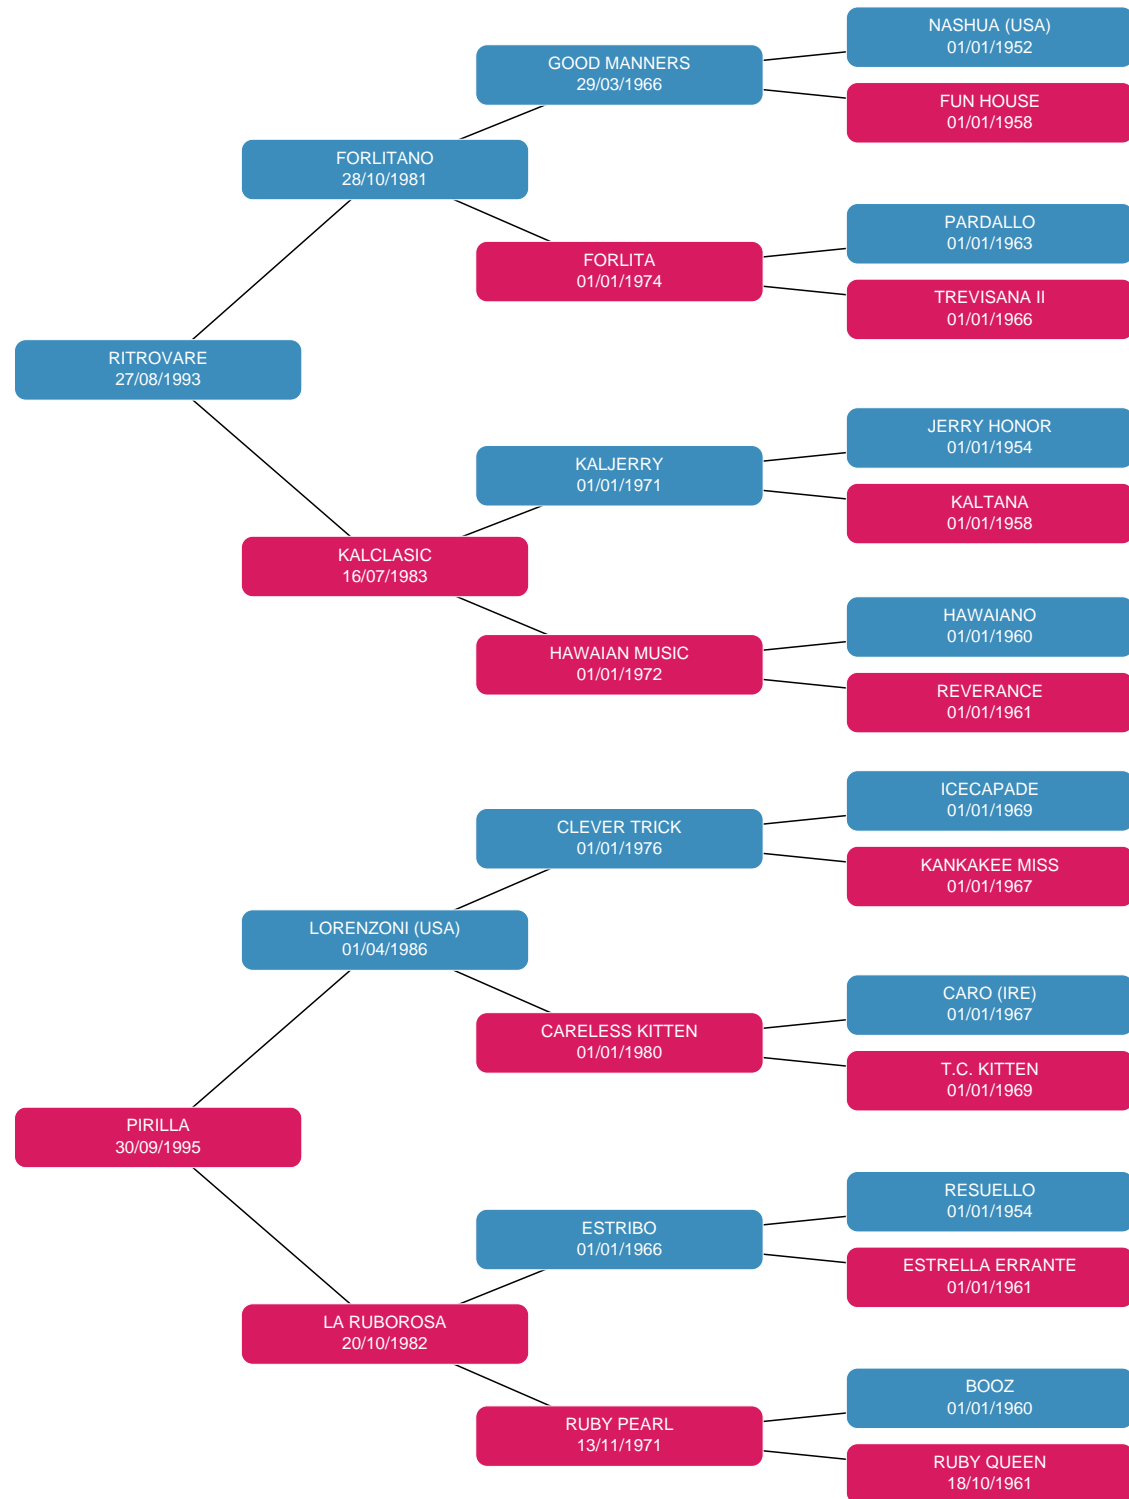 NASHUA (USA)
01/01/1952
GOOD MANNERS
29/03/1966
FUN HOUSE
01/01/1958
FORLITANO
28/10/1981
PARDALLO
01/01/1963
FORLITA
01/01/1974
TREVISANA II
01/01/1966
RITROVARE
27/08/1993
JERRY HONOR
01/01/1954
KALJERRY
01/01/1971
KALTANA
01/01/1958
KALCLASIC
16/07/1983
HAWAIANO
01/01/1960
HAWAIAN MUSIC
01/01/1972
REVERANCE
01/01/1961
ICECAPADE
01/01/1969
CLEVER TRICK
01/01/1976
KANKAKEE MISS
01/01/1967
LORENZONI (USA)
01/04/1986
CARO (IRE)
01/01/1967
CARELESS KITTEN
01/01/1980
T.C. KITTEN
01/01/1969
PIRILLA
30/09/1995
RESUELLO
01/01/1954
ESTRIBO
01/01/1966
ESTRELLA ERRANTE
01/01/1961
LA RUBOROSA
20/10/1982
BOOZ
01/01/1960
RUBY PEARL
13/11/1971
RUBY QUEEN
18/10/1961